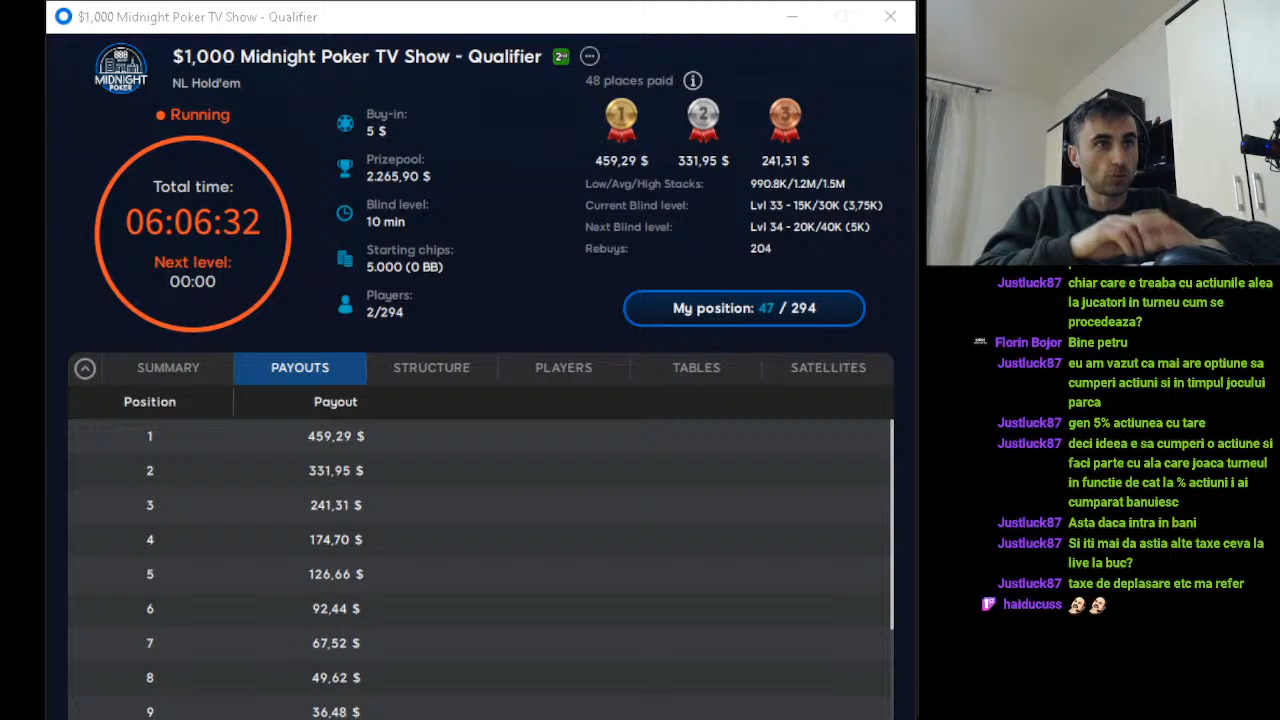 $1,000 Midnight Poker TV Show - Qualifier
888
MIDNIGHT
POKER
$1,000 Midnight Poker TV Show - Qualifier
NL Hold'em
48 places paid
Running
Total time:
06:06:32
Next level:
00:00
Buy-in:
5 $
Prizepool:
2.265,90 $
Blind level:
10 min
Starting chips:
5.000 (0 BB)
Players:
2/294
1 2 3
459,29 $ 331,95 $ 241,31 $
Low/Avg/High Stacks: 990.8K/1.2M/1.5M
Current Blind level: Lvl 33 - 15K/30K (3,75K)
Next Blind level: Lvl 34 - 20K/40K (5K)
Rebuys: 204
My position: 47 / 294
SUMMARY PAYOUTS STRUCTURE PLAYERS TABLES SATELLITES
Position Payout
1 459,29 $
2 331,95 $
3 241,31 $
4 174,70 $
5 126,66 $
6 92,44 $
7 67,52 $
8 49,62 $
9 36,48 $
Justluck87 chiar care e treaba cu actiunile alea
la jucatori in turneu cum se
procedeaza?
Florin Bojor Bine petru
Justluck87 eu am vazut ca mai are optiune sa
cumperi actiuni si in timpul jocului
parca
Justluck87 gen 5% actiunea cu tare
Justluck87 deci ideea e sa cumperi o actiune si
faci parte cu ala care joaca turneul
in functie de cat la % actiuni i ai
cumparat banuiesc
Justluck87 Asta daca intra in bani
Justluck87 Si iti mai da astia alte taxe ceva la
live la buc?
Justluck87 taxe de deplasare etc ma refer
haiducuss